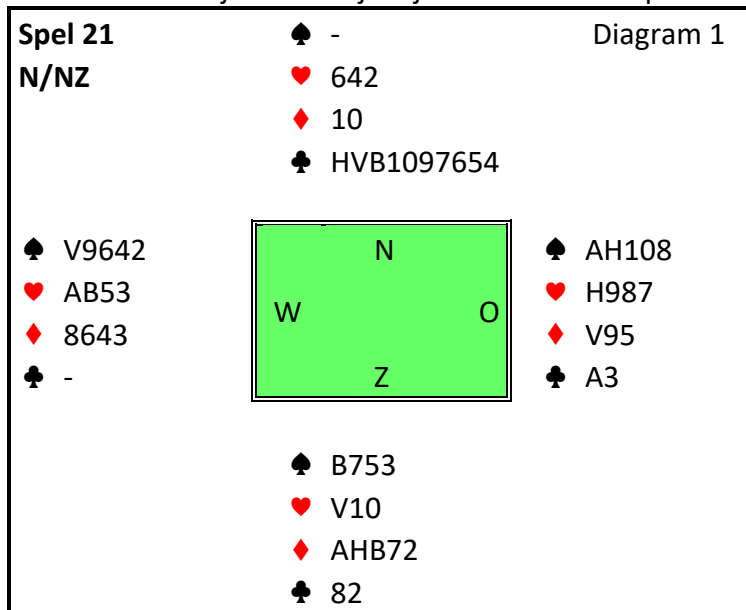 Spel 21 ♠ - Diagram 1
N/NZ ♥ 642
♦ 10
♣ HVB1097654
♠ V9642 N ♠ AH108
♥ AB53 W O ♥ H987
♦ 8643 ♦ V95
♣ - Z ♣ A3
♠ B753
♥ V10
♦ AHB72
♣ 82